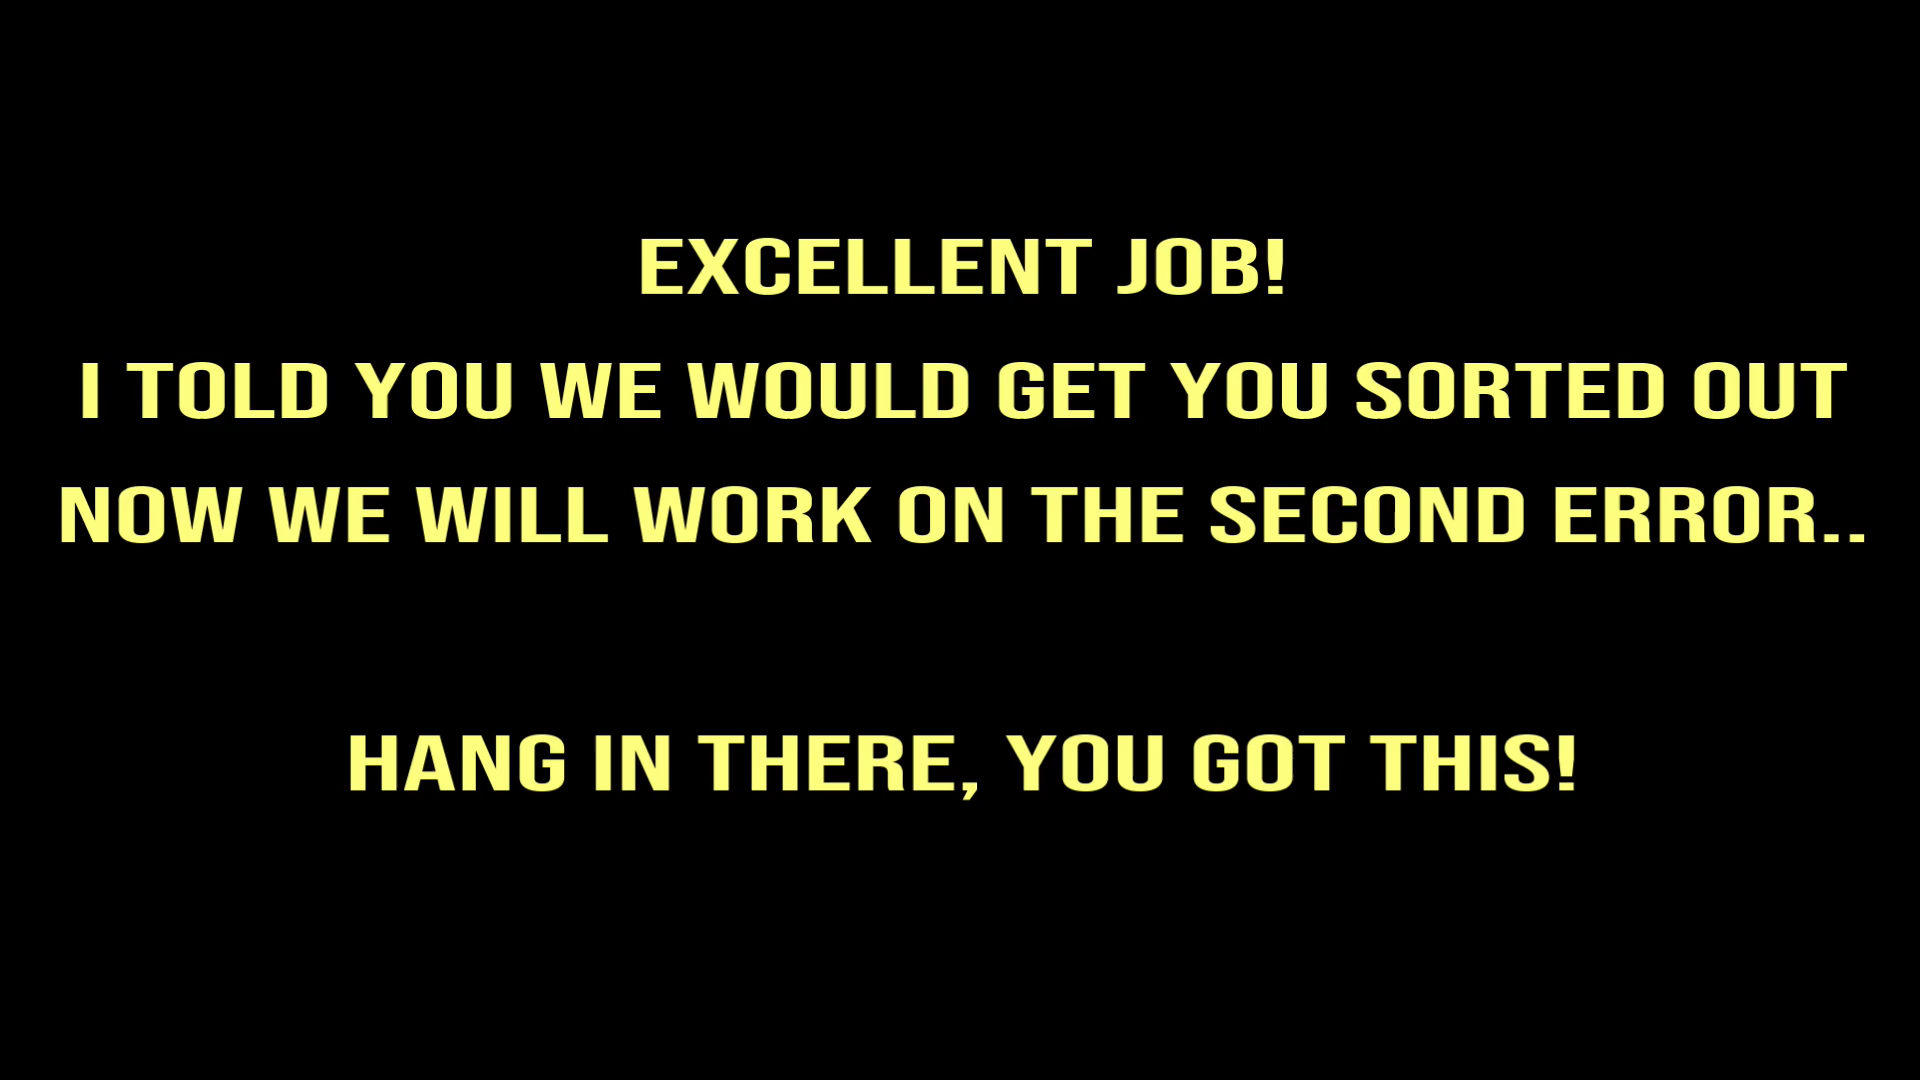 EXCELLENT JOB!
I TOLD YOU WE WOULD GET YOU SORTED OUT
NOW WE WILL WORK ON THE SECOND ERROR..
HANG IN THERE, YOU GOT THIS!